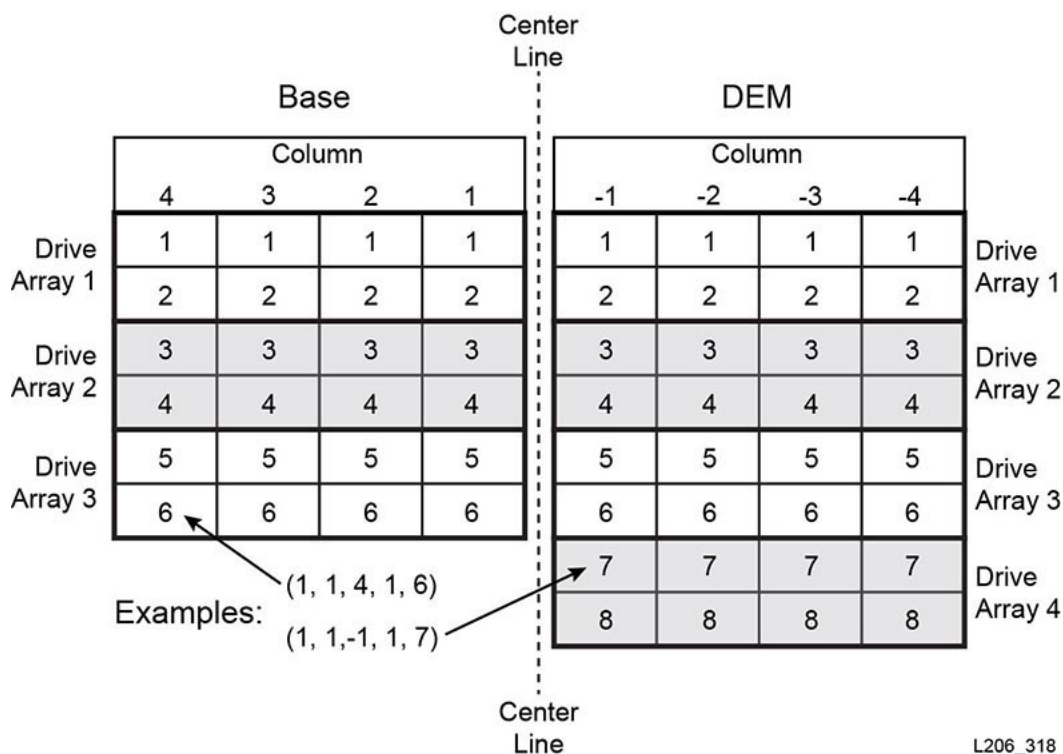 Center
Line
Base DEM
Column Column
4 3 2 1 -1 -2 -3 -4
Drive
Array 1
1 1 1 1 1 1 1 1
2 2 2 2 2 2 2 2
Drive
Array 1
Drive
Array 2
3 3 3 3 3 3 3 3
4 4 4 4 4 4 4 4
Drive
Array 2
Drive
Array 3
5 5 5 5 5 5 5 5
6 6 6 6 6 6 6 6
Drive
Array 3
7 7 7 7
8 8 8 8
Drive
Array 4
Examples:
(1, 1, 4, 1, 6)
(1, 1,-1, 1, 7)
Center
Line
L206_318